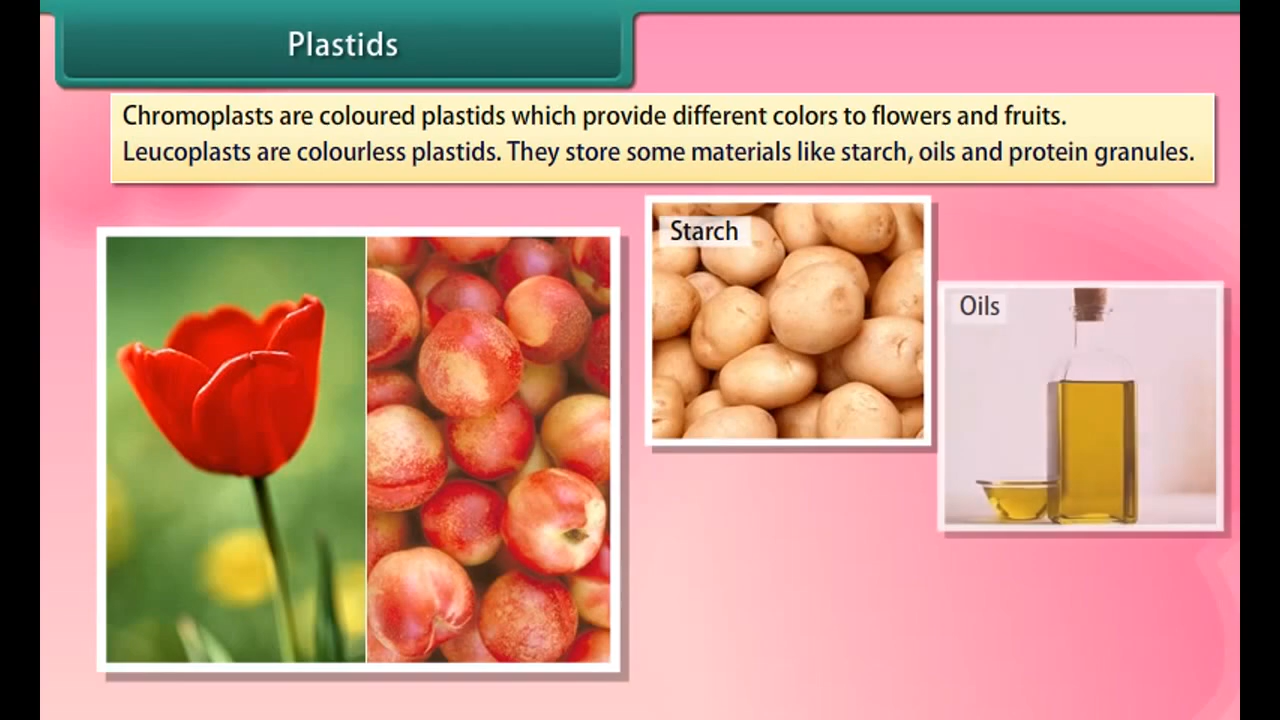 Plastids
Chromoplasts are coloured plastids which provide different colors to flowers and fruits.
Leucoplasts are colourless plastids. They store some materials like starch, oils and protein granules.
Starch
Oils